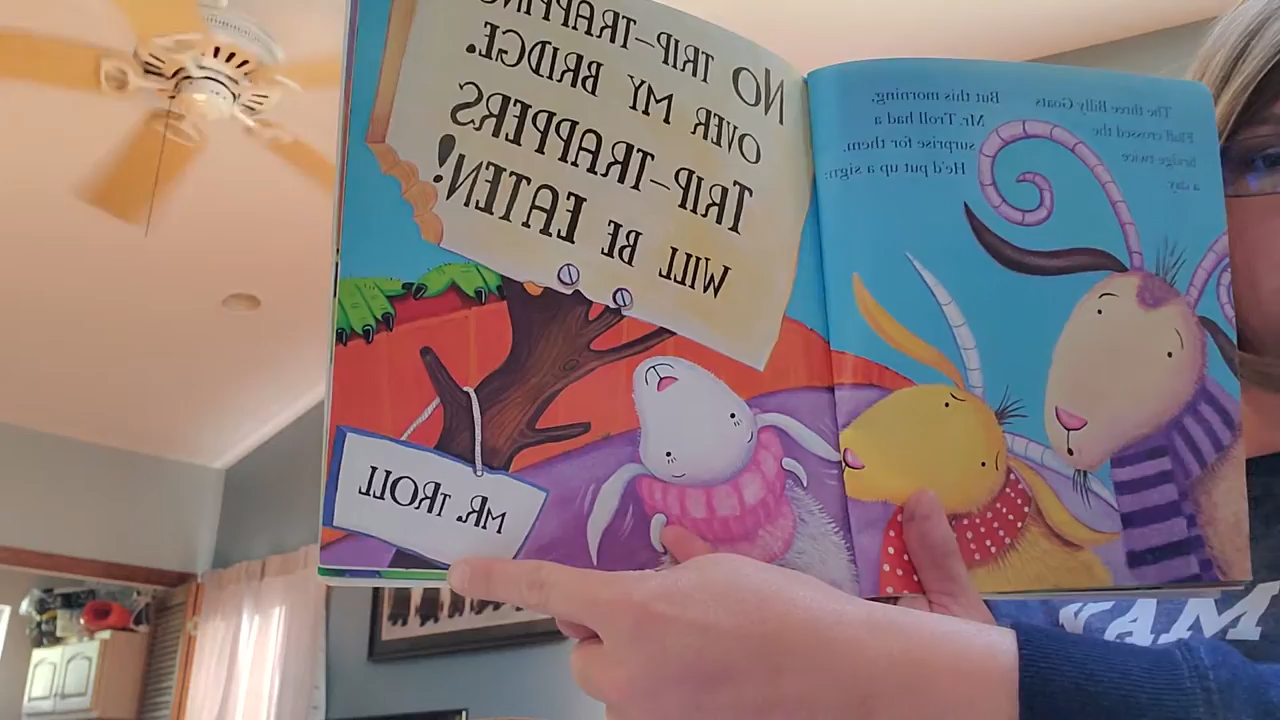 The three Billy Goats
Fluff crossed the
bridge twice
a day.
But this morning,
Mr. Troll had a
surprise for them.
He'd put up a sign:
NO TRIP-TRAPPING
OVER MY BRIDGE.
TRIP-TRAPPERS
WILL BE EATEN!
MR. TROLL